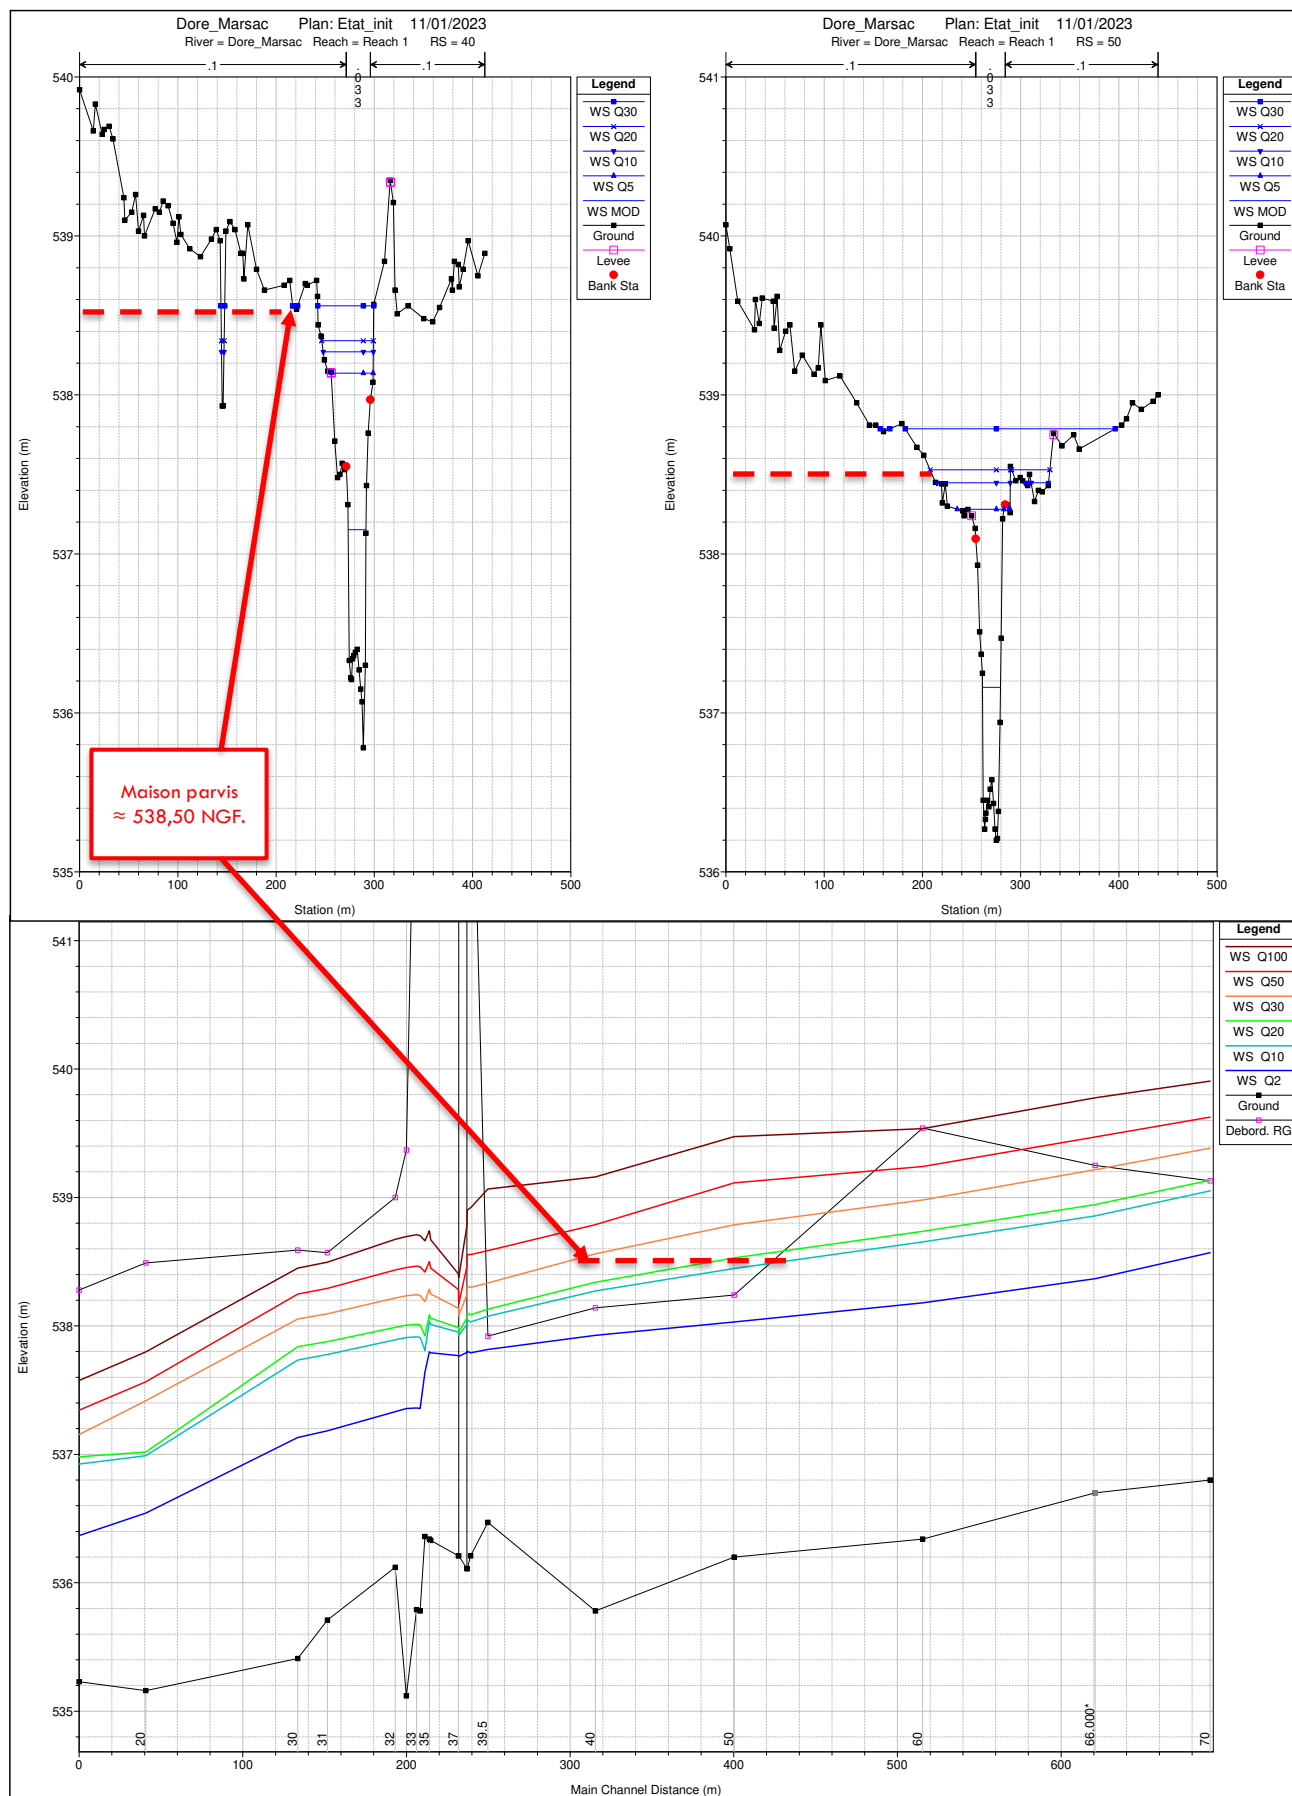 Dore_Marsac Plan: Etat_init 11/01/2023
River = Dore_Marsac Reach = Reach 1 RS = 40
.1 .033 .1
540
539
538
537
536
535
0 100 200 300 400 500
Station (m)
Elevation (m)
Legend
WS Q30
WS Q20
WS Q10
WS Q5
WS MOD
Ground
Levee
Bank Sta
Dore_Marsac Plan: Etat_init 11/01/2023
River = Dore_Marsac Reach = Reach 1 RS = 50
.1 .033 .1
541
540
539
538
537
536
0 100 200 300 400 500
Station (m)
Elevation (m)
Legend
WS Q30
WS Q20
WS Q10
WS Q5
WS MOD
Ground
Levee
Bank Sta
Maison parvis
≈ 538,50 NGF.
541
540
539
538
537
536
535
Elevation (m)
20 30 31 32 33 35 37 39.5 40 50 60 66.000* 70
0 100 200 300 400 500 600
Main Channel Distance (m)
Legend
WS Q100
WS Q50
WS Q30
WS Q20
WS Q10
WS Q2
Ground
Debord. RG